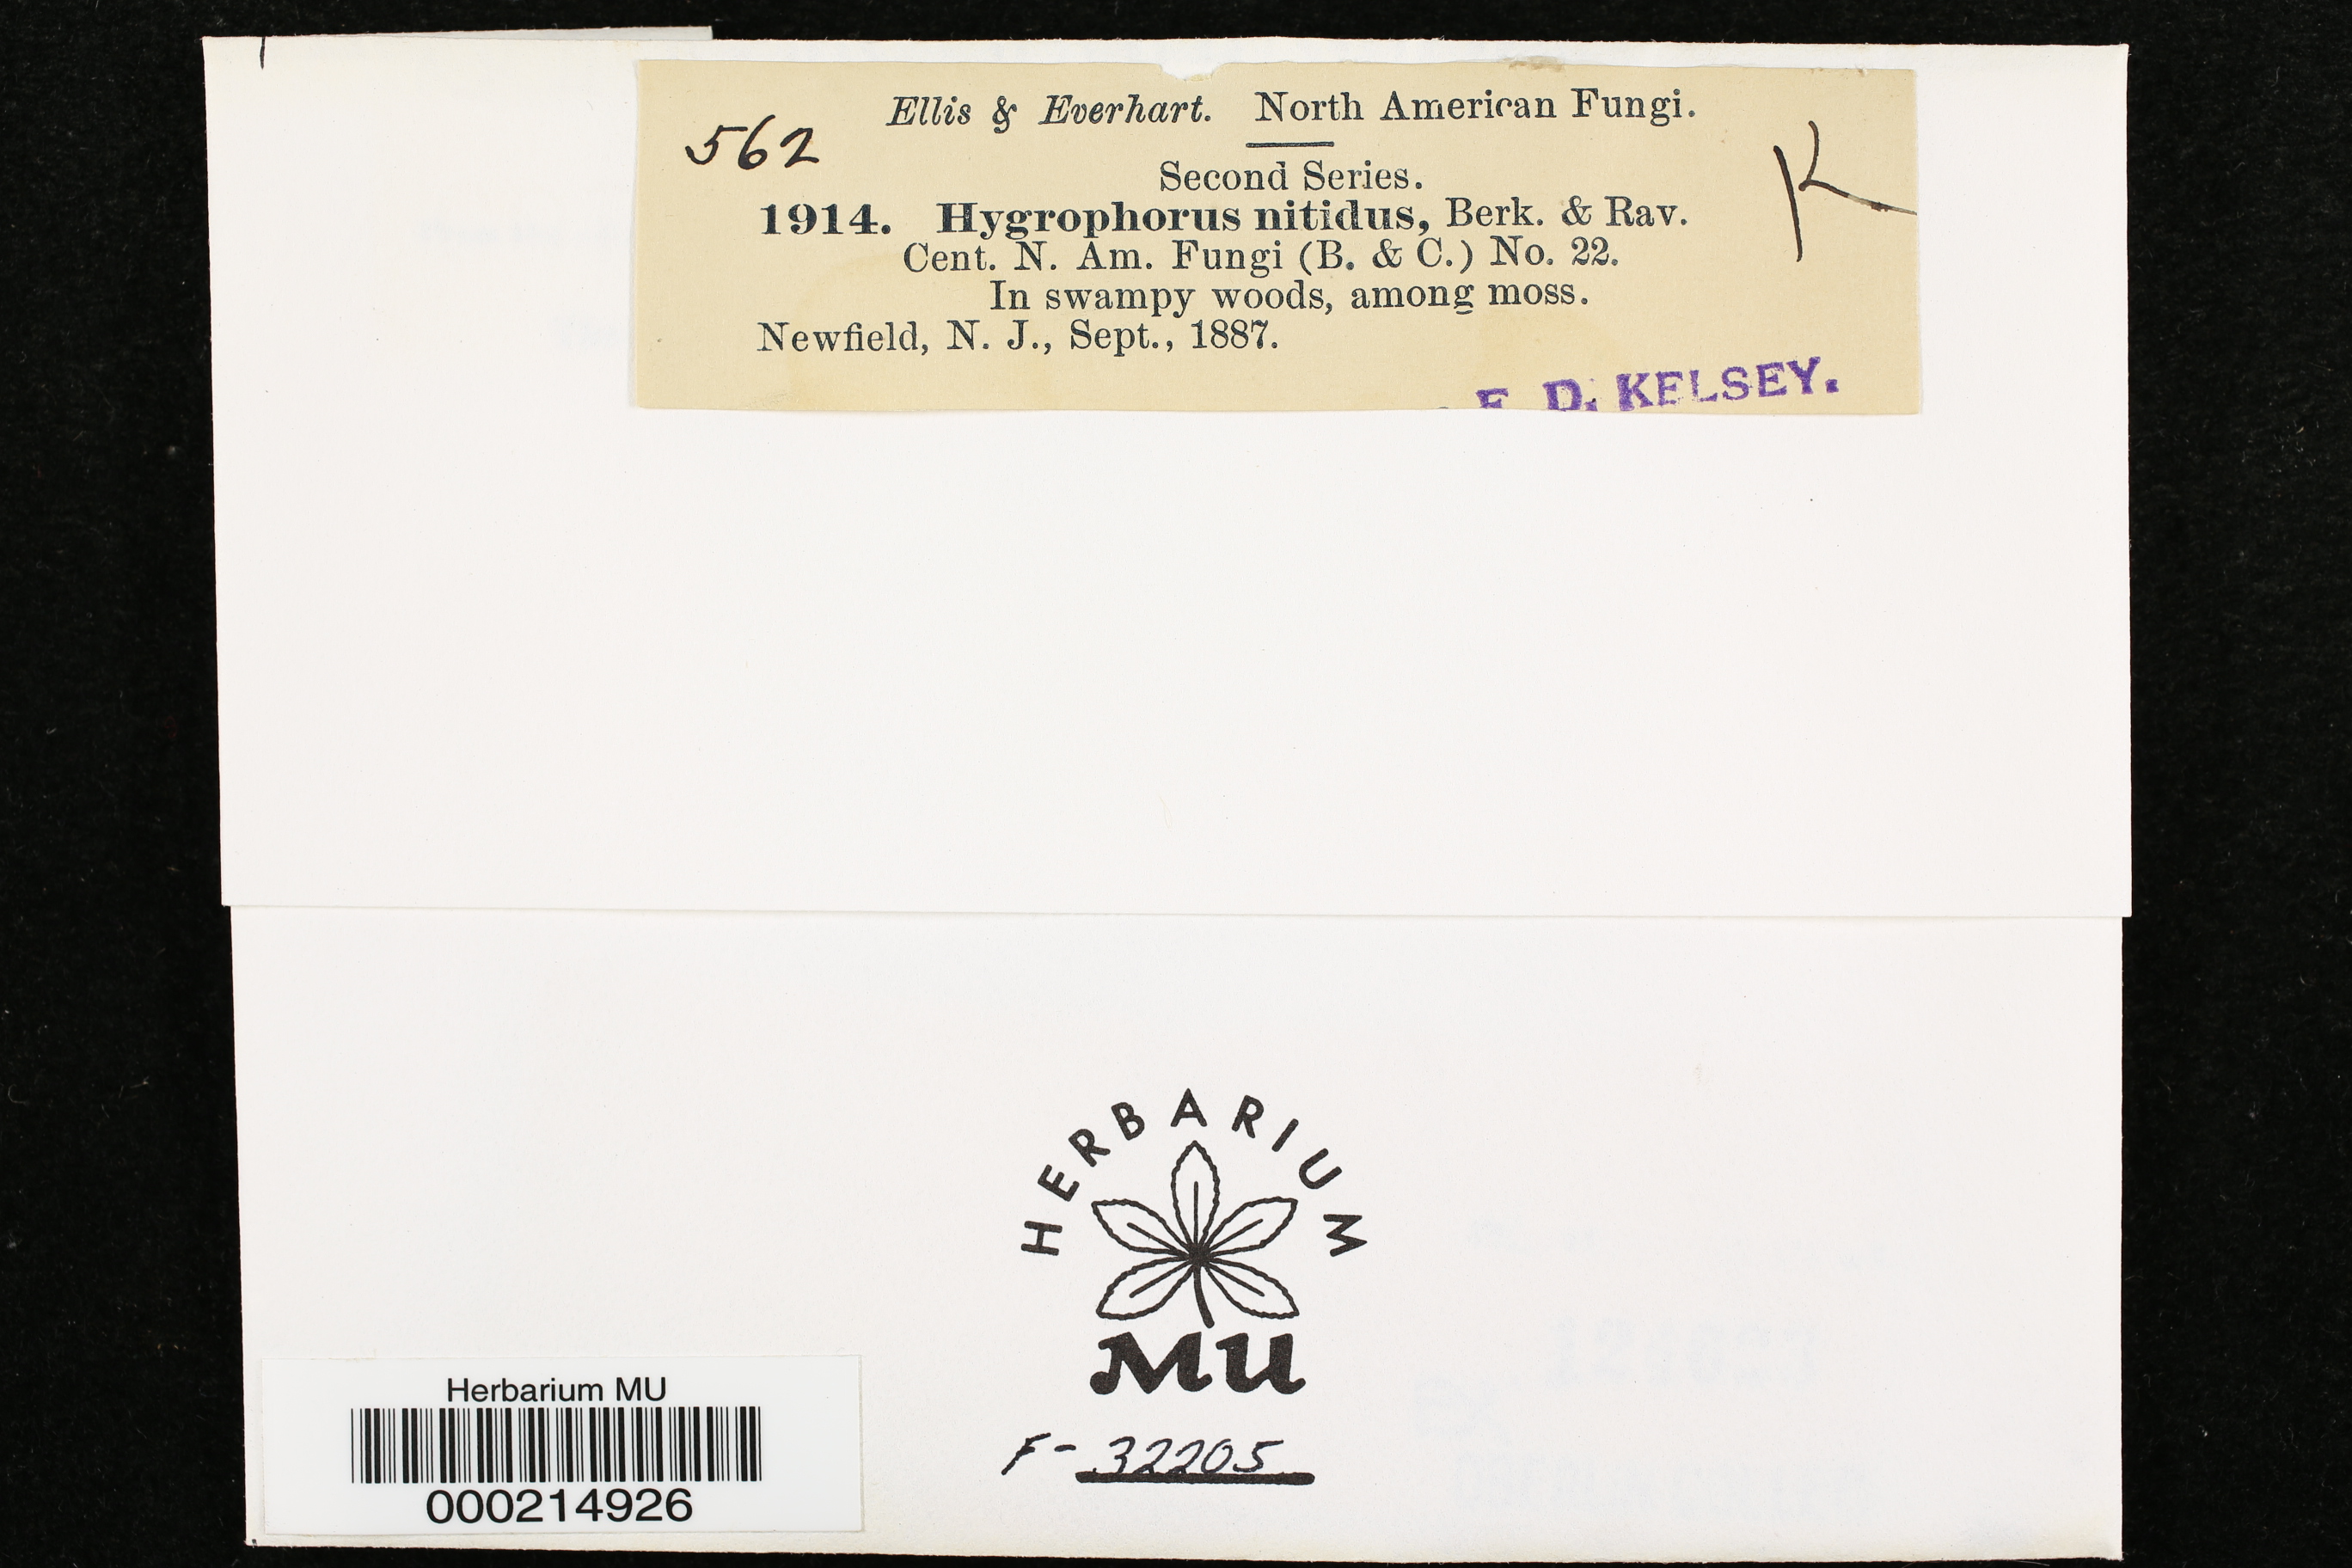 Ellis & Everhart. North American Fungi.
562
K
Second Series.
1914. Hygrophorus nitidus, Berk. & Rav.
Cent. N. Am. Fungi (B. & C.) No. 22.
In swampy woods, among moss.
Newfield, N. J., Sept., 1887.
F. D. KELSEY.
HERBARIUM
MU
F- 32205
Herbarium MU
000214926